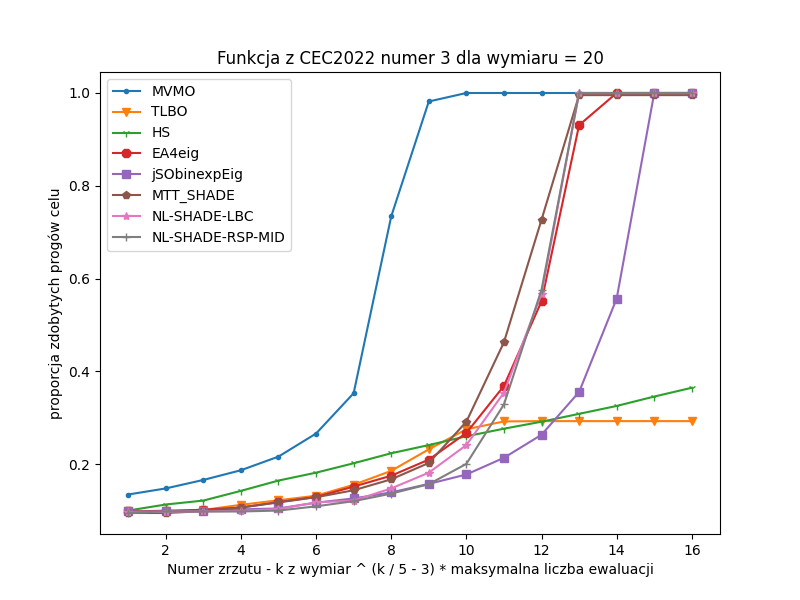 Funkcja z CEC2022 numer 3 dla wymiaru = 20
proporcja zdobytych progów celu
1.0
0.8
0.6
0.4
0.2
MVMO
TLBO
HS
EA4eig
jSObinexpEig
MTT_SHADE
NL-SHADE-LBC
NL-SHADE-RSP-MID
2 4 6 8 10 12 14 16
Numer zrzutu - k z wymiar ^ (k / 5 - 3) * maksymalna liczba ewaluacji